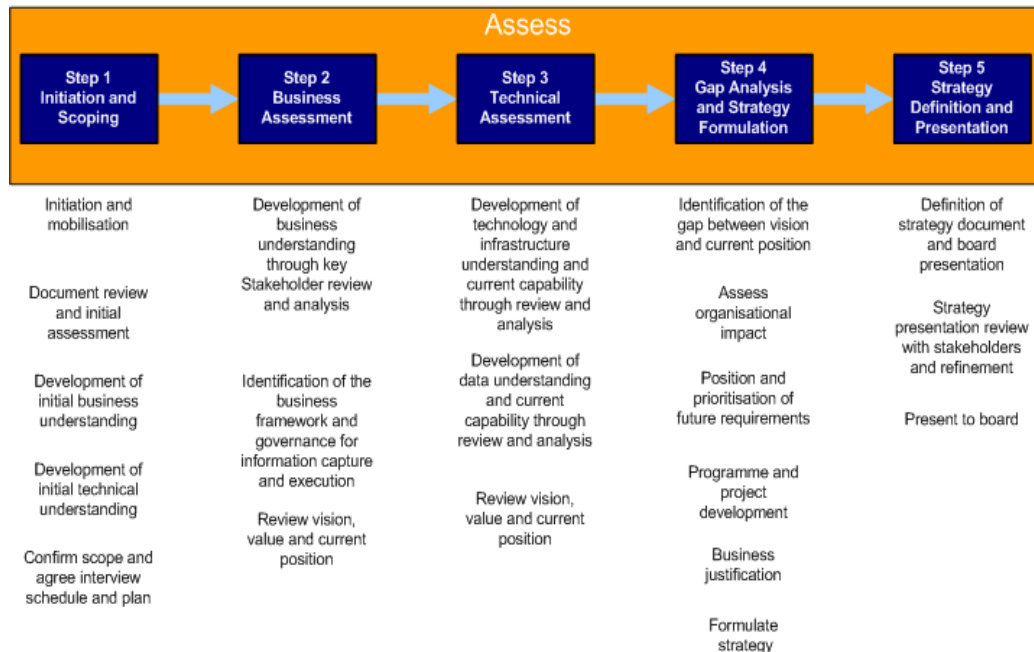 Assess
Step 1
Initiation and
Scoping
Step 2
Business
Assessment
Step 3
Technical
Assessment
Step 4
Gap Analysis
and Strategy
Formulation
Step 5
Strategy
Definition and
Presentation
Initiation and
mobilisation
Document review
and initial
assessment
Development of
initial business
understanding
Development of
initial technical
understanding
Confirm scope and
agree interview
schedule and plan
Development of
business
understanding
through key
Stakeholder review
and analysis
Identification of the
business
framework and
governance for
information capture
and execution
Review vision,
value and current
position
Development of
technology and
infrastructure
understanding and
current capability
through review and
analysis
Development of
data understanding
and current
capability through
review and analysis
Review vision,
value and current
position
Identification of the
gap between vision
and current position
Assess
organisational
impact
Position and
prioritisation of
future requirements
Programme and
project
development
Business
justification
Formulate
strategy
Definition of
strategy document
and board
presentation
Strategy
presentation review
with stakeholders
and refinement
Present to board